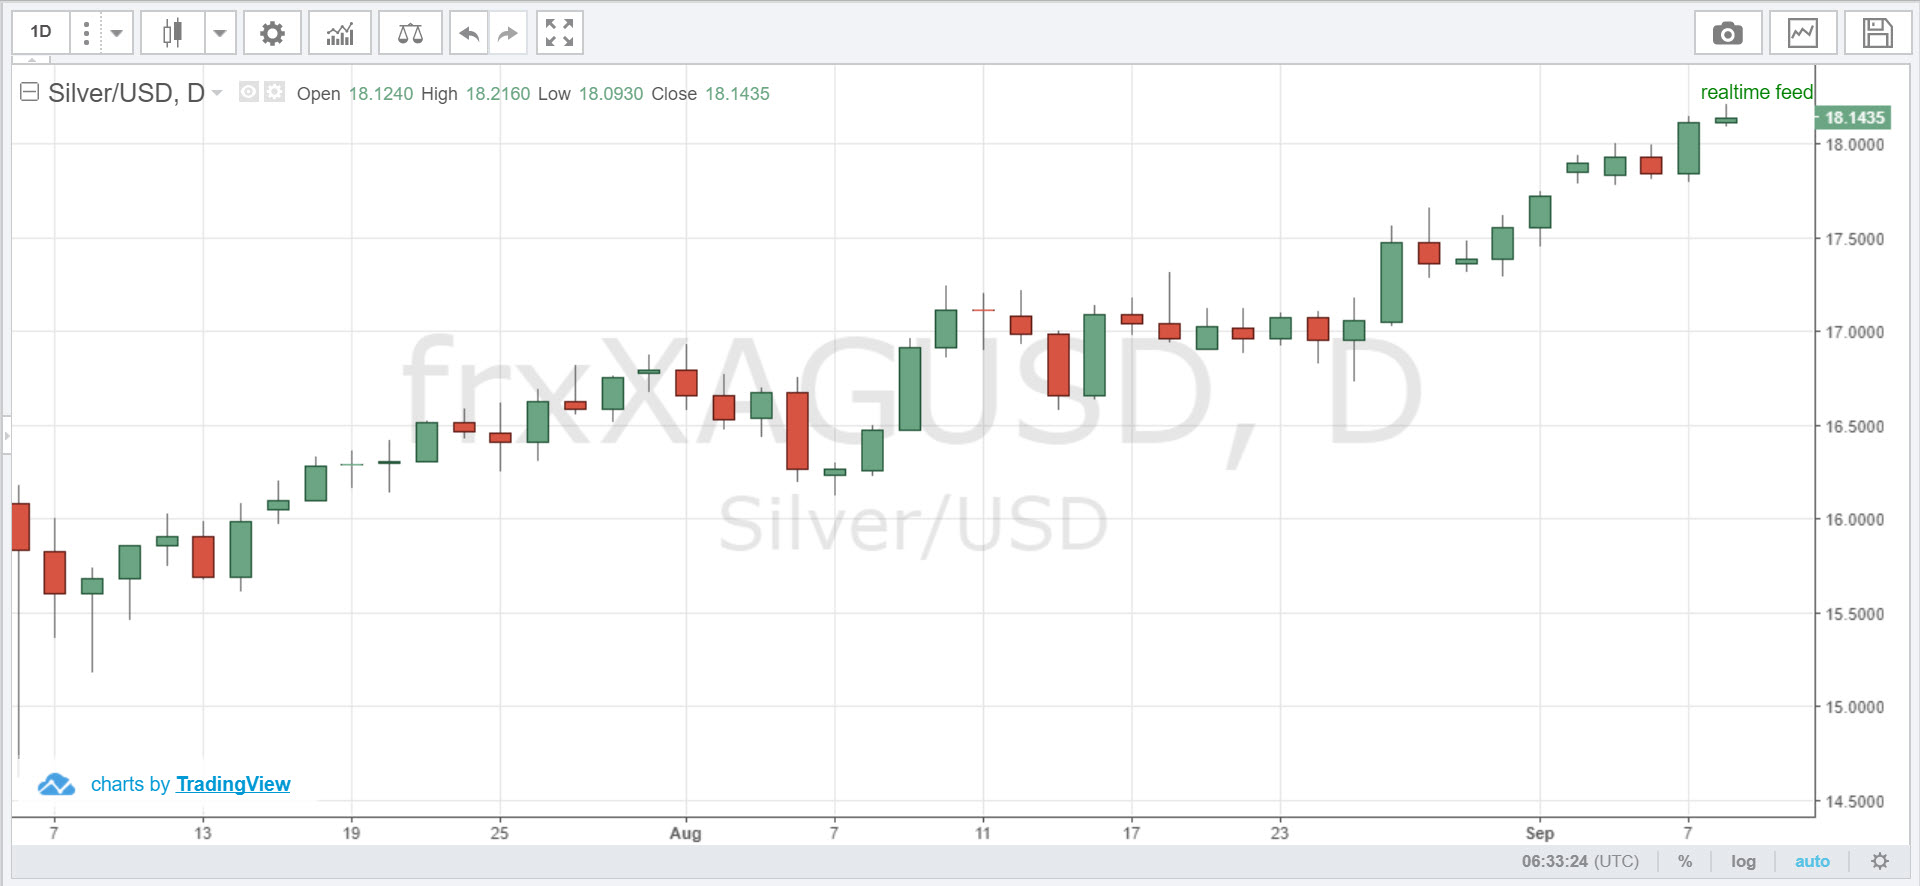 1D
Silver/USD, D Open 18.1240 High 18.2160 Low 18.0930 Close 18.1435
realtime feed
18.1435
18.0000
17.5000
17.0000
16.5000
16.0000
15.5000
15.0000
14.5000
frxXAGUSD, D
Silver/USD
charts by TradingView
7 13 19 25 Aug 7 11 17 23 Sep 7
06:33:24 (UTC) % log auto